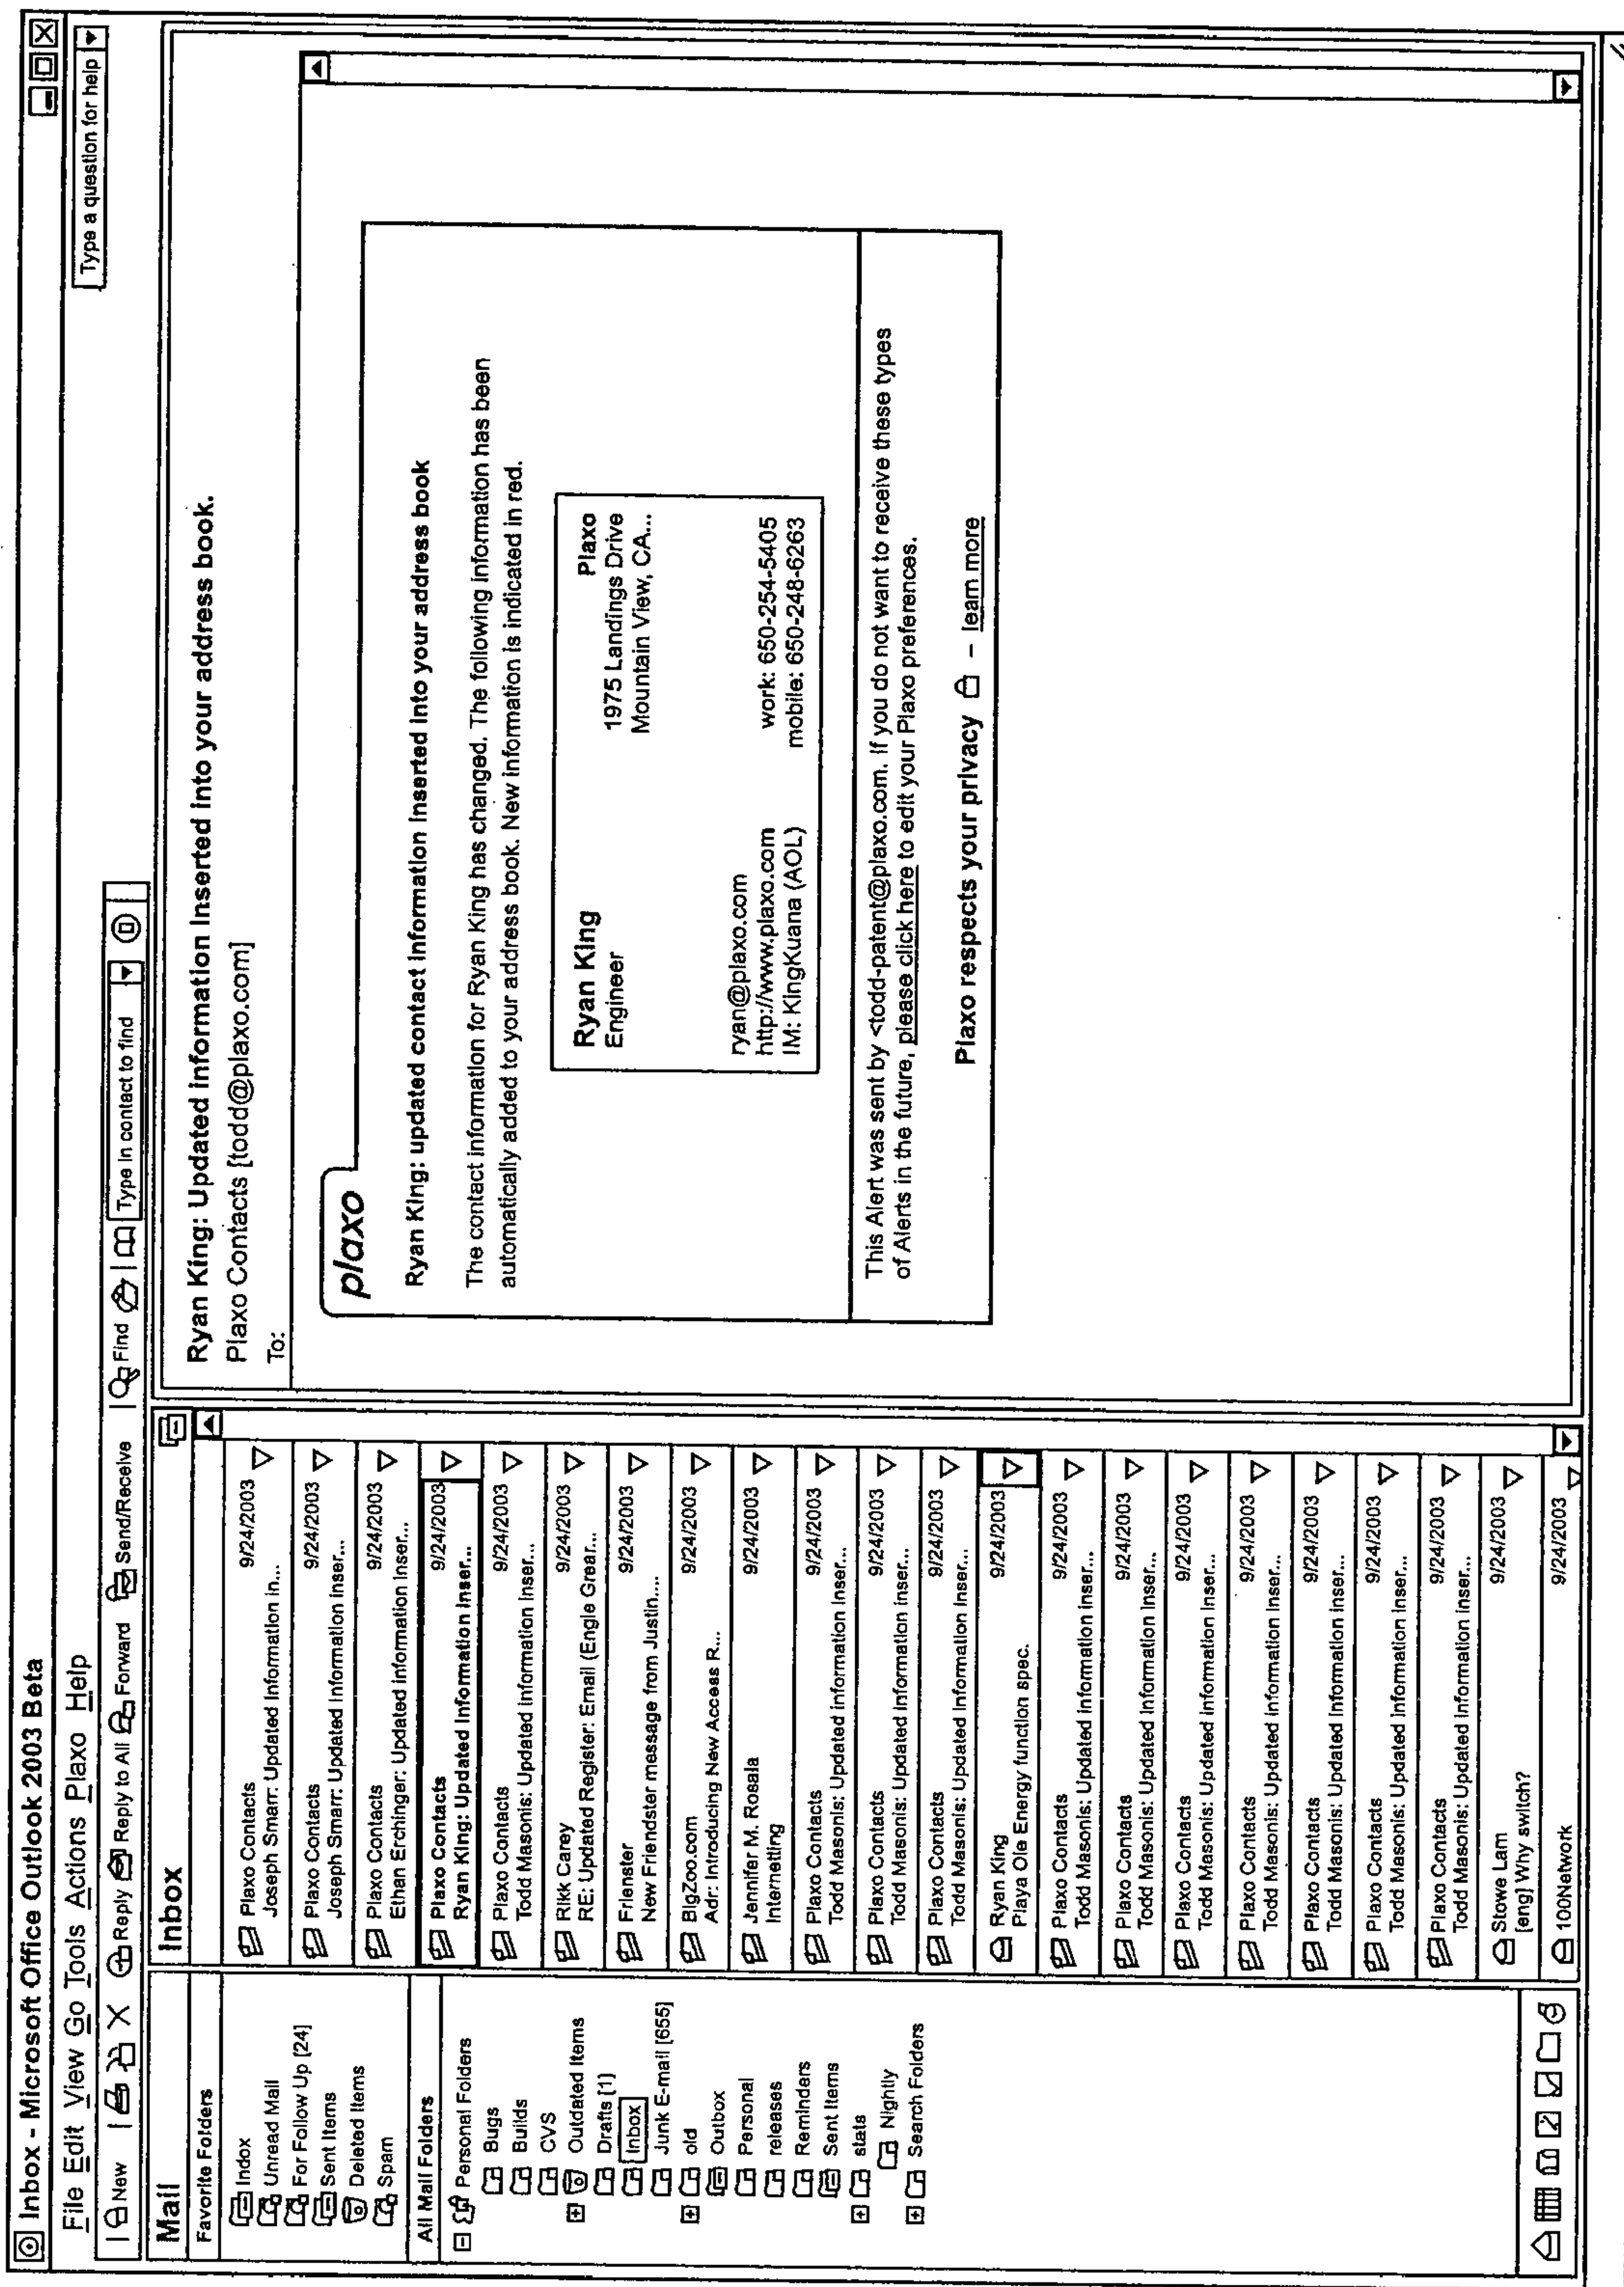 Inbox - Microsoft Office Outlook 2003 Beta
File Edit View Go Tools Actions Plaxo Help
Type a question for help
New Reply Reply to All Forward Send/Receive Find Type in contact to find
Mail
Favorite Folders
Indox
Unread Mail
For Follow Up [24]
Sent Items
Deleted Items
Spam
All Mail Folders
Personal Folders
Bugs
Builds
CVS
Outdated Items
Drafts [1]
Inbox
Junk E-mail [655]
old
Outbox
Personal
releases
Reminders
Sent Items
stats
Nightly
Search Folders
Inbox
Plaxo Contacts 9/24/2003
Joseph Smarr: Updated Information in...
Plaxo Contacts 9/24/2003
Joseph Smarr: Updated Information inser...
Plaxo Contacts 9/24/2003
Ethan Erchinger: Updated information Inser...
Plaxo Contacts 9/24/2003
Ryan King: Updated Information Inser...
Plaxo Contacts 9/24/2003
Todd Masonis: Updated Information Inser...
Rikk Carey 9/24/2003
RE: Updated Register: Email (Engle Grear...
Frienster 9/24/2003
New Friendster message from Justin....
BigZoo.com 9/24/2003
Adr: Introducing New Access R...
Jennifer M. Rosala 9/24/2003
Internetting
Plaxo Contacts 9/24/2003
Todd Masonis: Updated information Inser...
Plaxo Contacts 9/24/2003
Todd Masonis: Updated Information inser...
Plaxo Contacts 9/24/2003
Todd Masonis: Updated Information Inser...
Ryan King 9/24/2003
Playa Ole Energy function spec.
Plaxo Contacts 9/24/2003
Todd Masonis: Updated Information Inser...
Plaxo Contacts 9/24/2003
Todd Masonis: Updated Information Inser...
Plaxo Contacts 9/24/2003
Todd Masonis: Updated Information Inser...
Plaxo Contacts 9/24/2003
Todd Masonis: Updated Information Inser...
Plaxo Contacts 9/24/2003
Todd Masonis: Updated Information inser...
Plaxo Contacts 9/24/2003
Todd Masonis: Updated Information inser...
Plaxo Contacts 9/24/2003
Todd Masonis: Updated Information inser...
Stowe Lam 9/24/2003
[eng] Why switch?
100Network 9/24/2003
Ryan King: Updated information Inserted into your address book.
Plaxo Contacts [todd@plaxo.com]
To:
plaxo
Ryan King: updated contact information inserted into your address book
The contact information for Ryan King has changed. The following information has been
automatically added to your address book. New information is indicated in red.
Ryan King Plaxo
Engineer 1975 Landings Drive
Mountain View, CA...
ryan@plaxo.com
http://www.plaxo.com work: 650-254-5405
IM: KingKuana (AOL) mobile: 650-248-6263
This Alert was sent by <todd-patent@plaxo.com. If you do not want to receive these types
of Alerts in the future, please click here to edit your Plaxo preferences.
Plaxo respects your privacy – learn more